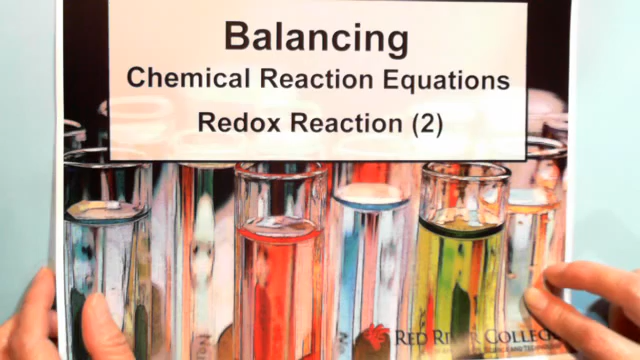 Balancing
Chemical Reaction Equations
Redox Reaction (2)
RED RIVER COLLEGE